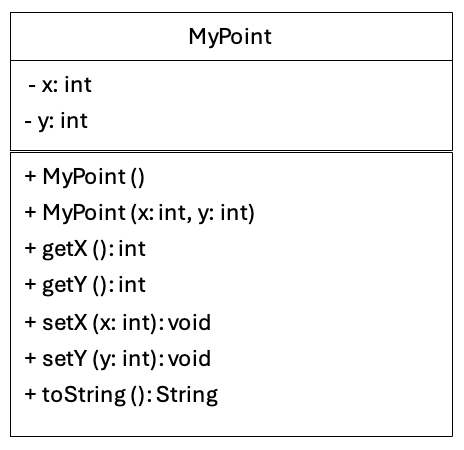 MyPoint
- x: int
- y: int
+ MyPoint ()
+ MyPoint (x: int, y: int)
+ getX (): int
+ getY (): int
+ setX (x: int): void
+ setY (y: int): void
+ toString (): String